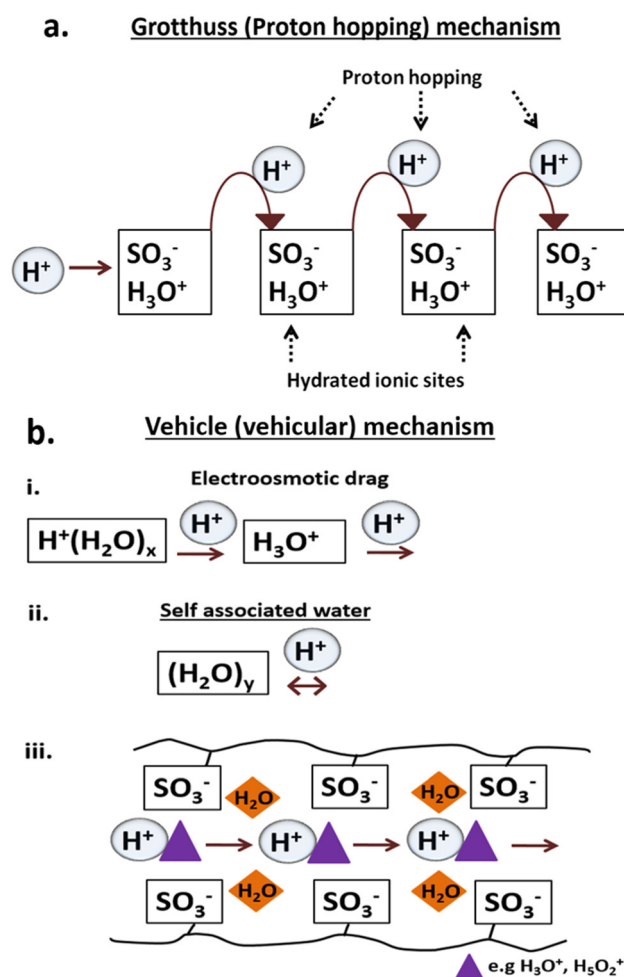 a. Grotthuss (Proton hopping) mechanism
Proton hopping
H⁺ H⁺ H⁺
H⁺
SO₃⁻ SO₃⁻ SO₃⁻ SO₃⁻
H₃O⁺ H₃O⁺ H₃O⁺ H₃O⁺
Hydrated ionic sites
b. Vehicle (vehicular) mechanism
i. Electroosmotic drag
H⁺(H₂O)ₓ H⁺ H₃O⁺ H⁺
ii. Self associated water
(H₂O)y H⁺
iii.
SO₃⁻ H₂O SO₃⁻ H₂O SO₃⁻
H⁺ H⁺ H⁺
SO₃⁻ H₂O SO₃⁻ H₂O SO₃⁻
e.g H₃O⁺, H₅O₂⁺